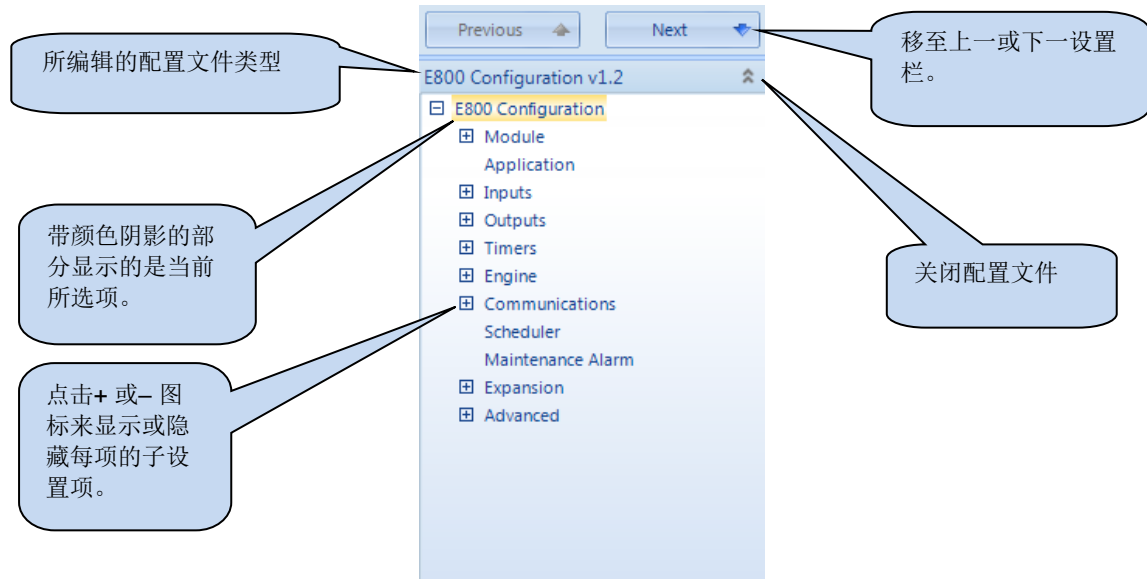 Previous
Next
所编辑的配置文件类型
移至上一或下一设置
栏。
E800 Configuration v1.2
E800 Configuration
Module
Application
Inputs
Outputs
Timers
Engine
Communications
Scheduler
Maintenance Alarm
Expansion
Advanced
带颜色阴影的部
分显示的是当前
所选项。
关闭配置文件
点击+ 或– 图
标来显示或隐
藏每项的子设
置项。